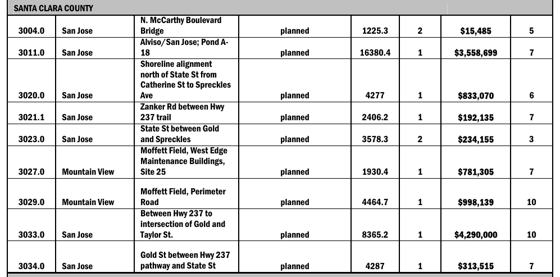 SANTA CLARA COUNTY
3004.0 San Jose N. McCarthy Boulevard Bridge planned 1225.3 2 $15,485 5
3011.0 San Jose Alviso/San Jose; Pond A-18 planned 16380.4 1 $3,558,699 7
3020.0 San Jose Shoreline alignment north of State St from Catherine St to Spreckles Ave planned 4277 1 $833,070 6
3021.1 San Jose Zanker Rd between Hwy 237 trail planned 2406.2 1 $192,135 7
3023.0 San Jose State St between Gold and Spreckles planned 3578.3 2 $234,155 3
3027.0 Mountain View Moffett Field, West Edge Maintenance Buildings, Site 25 planned 1930.4 1 $781,305 7
3029.0 Mountain View Moffett Field, Perimeter Road planned 4464.7 1 $998,139 10
3033.0 San Jose Between Hwy 237 to intersection of Gold and Taylor St. planned 8365.2 1 $4,290,000 10
3034.0 San Jose Gold St between Hwy 237 pathway and State St planned 4287 1 $313,515 7